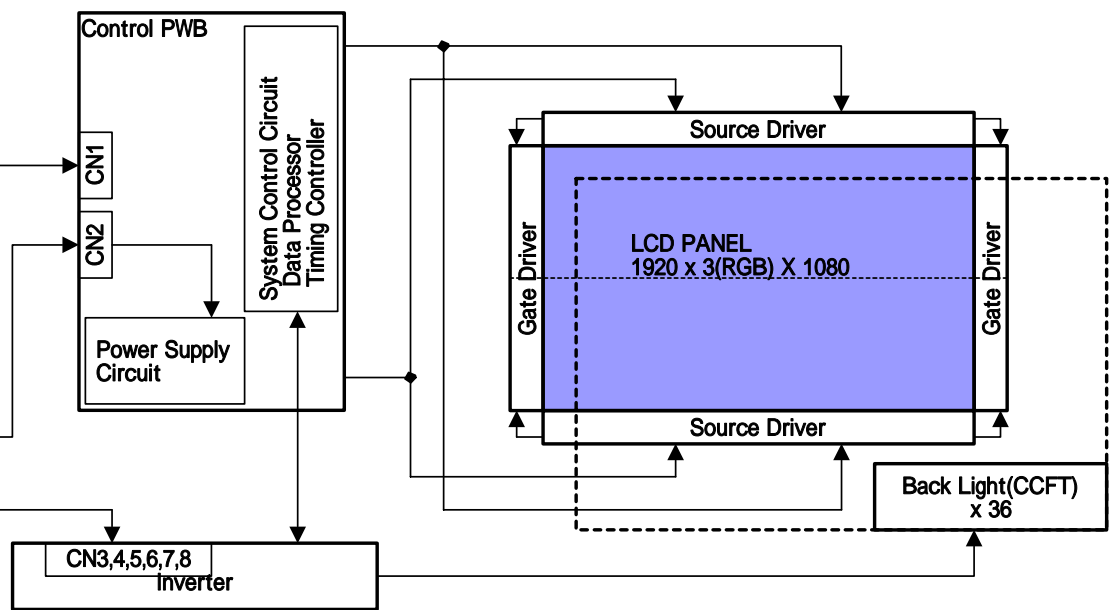 Control PWB
System Control Circuit
Data Processor
Timing Controller
CN1
CN2
Power Supply
Circuit
Source Driver
Gate Driver
LCD PANEL
1920 x 3(RGB) X 1080
Gate Driver
Source Driver
Back Light(CCFT)
x 36
CN3,4,5,6,7,8
Inverter